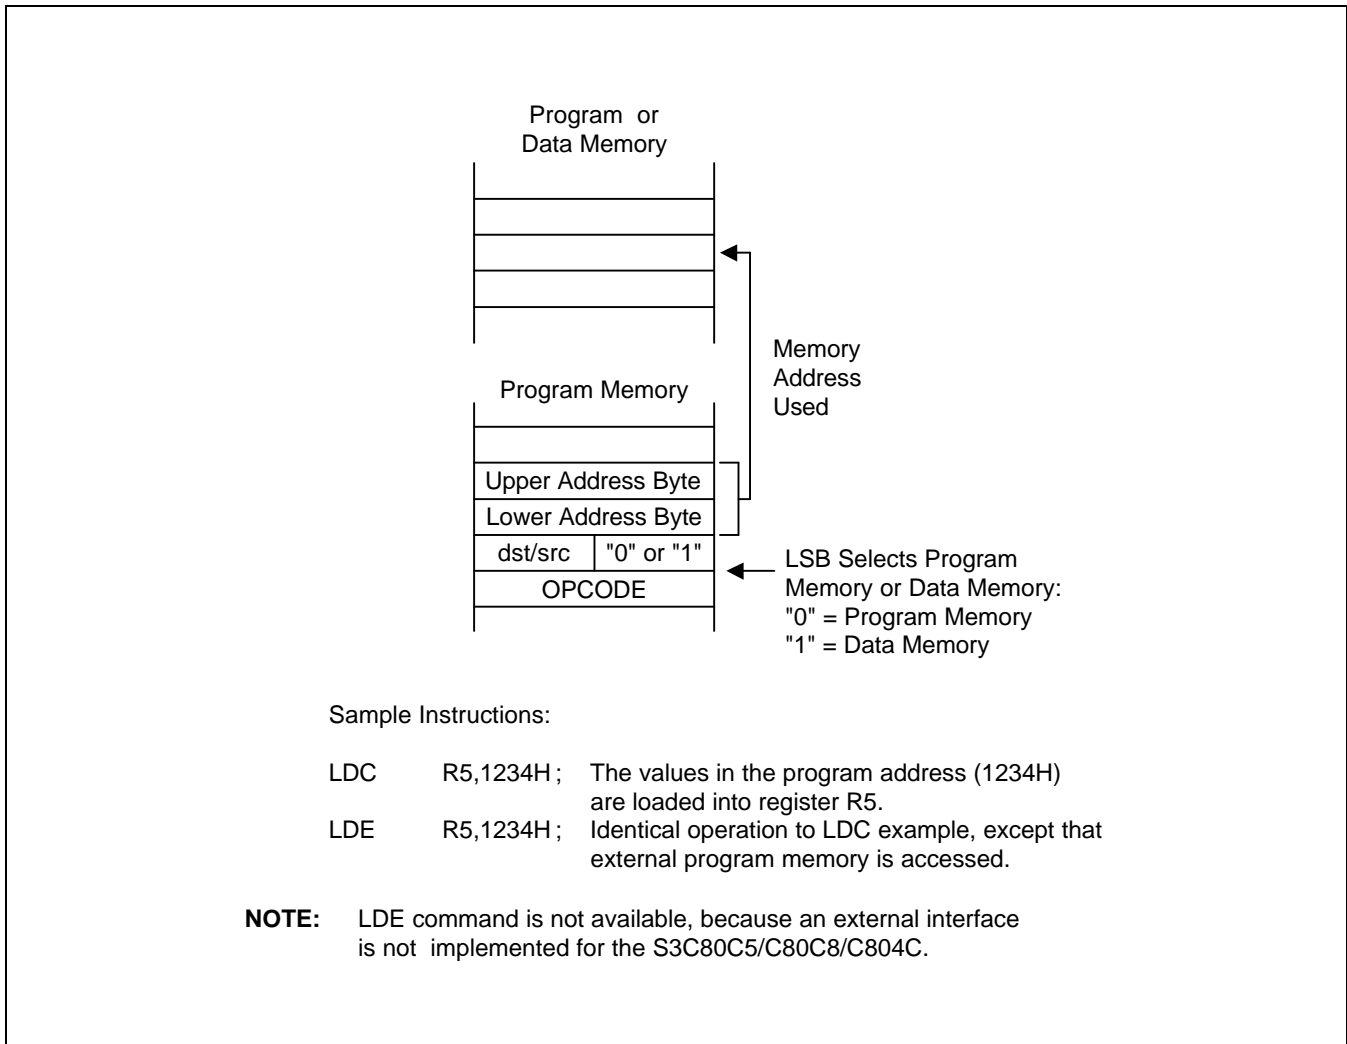 Program or
Data Memory
Memory
Address
Used
Program Memory
Upper Address Byte
Lower Address Byte
dst/src "0" or "1"
OPCODE
LSB Selects Program
Memory or Data Memory:
"0" = Program Memory
"1" = Data Memory
Sample Instructions:
LDC R5,1234H ; The values in the program address (1234H)
are loaded into register R5.
LDE R5,1234H ; Identical operation to LDC example, except that
external program memory is accessed.
NOTE: LDE command is not available, because an external interface
is not implemented for the S3C80C5/C80C8/C804C.